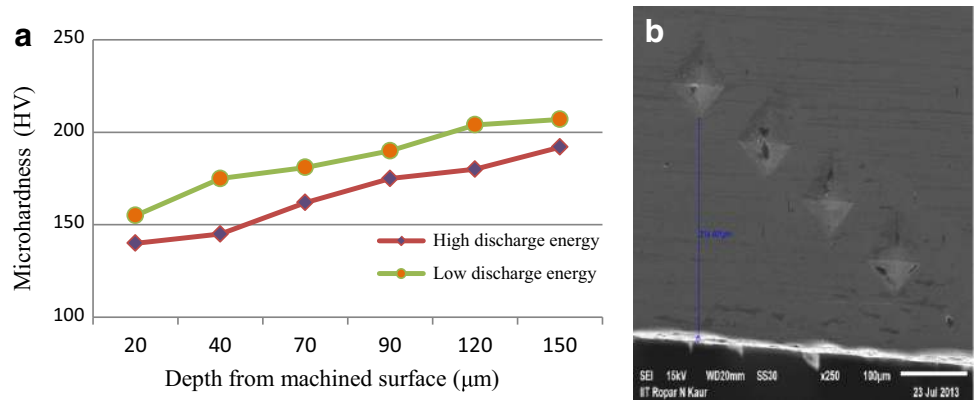 a
250
200
150
100
Microhardness (HV)
High discharge energy
Low discharge energy
20 40 70 90 120 150
Depth from machined surface (μm)
b
SEI 15kV WD20mm SS30 x250 100μm
IIT Ropar N Kaur 23 Jul 2013